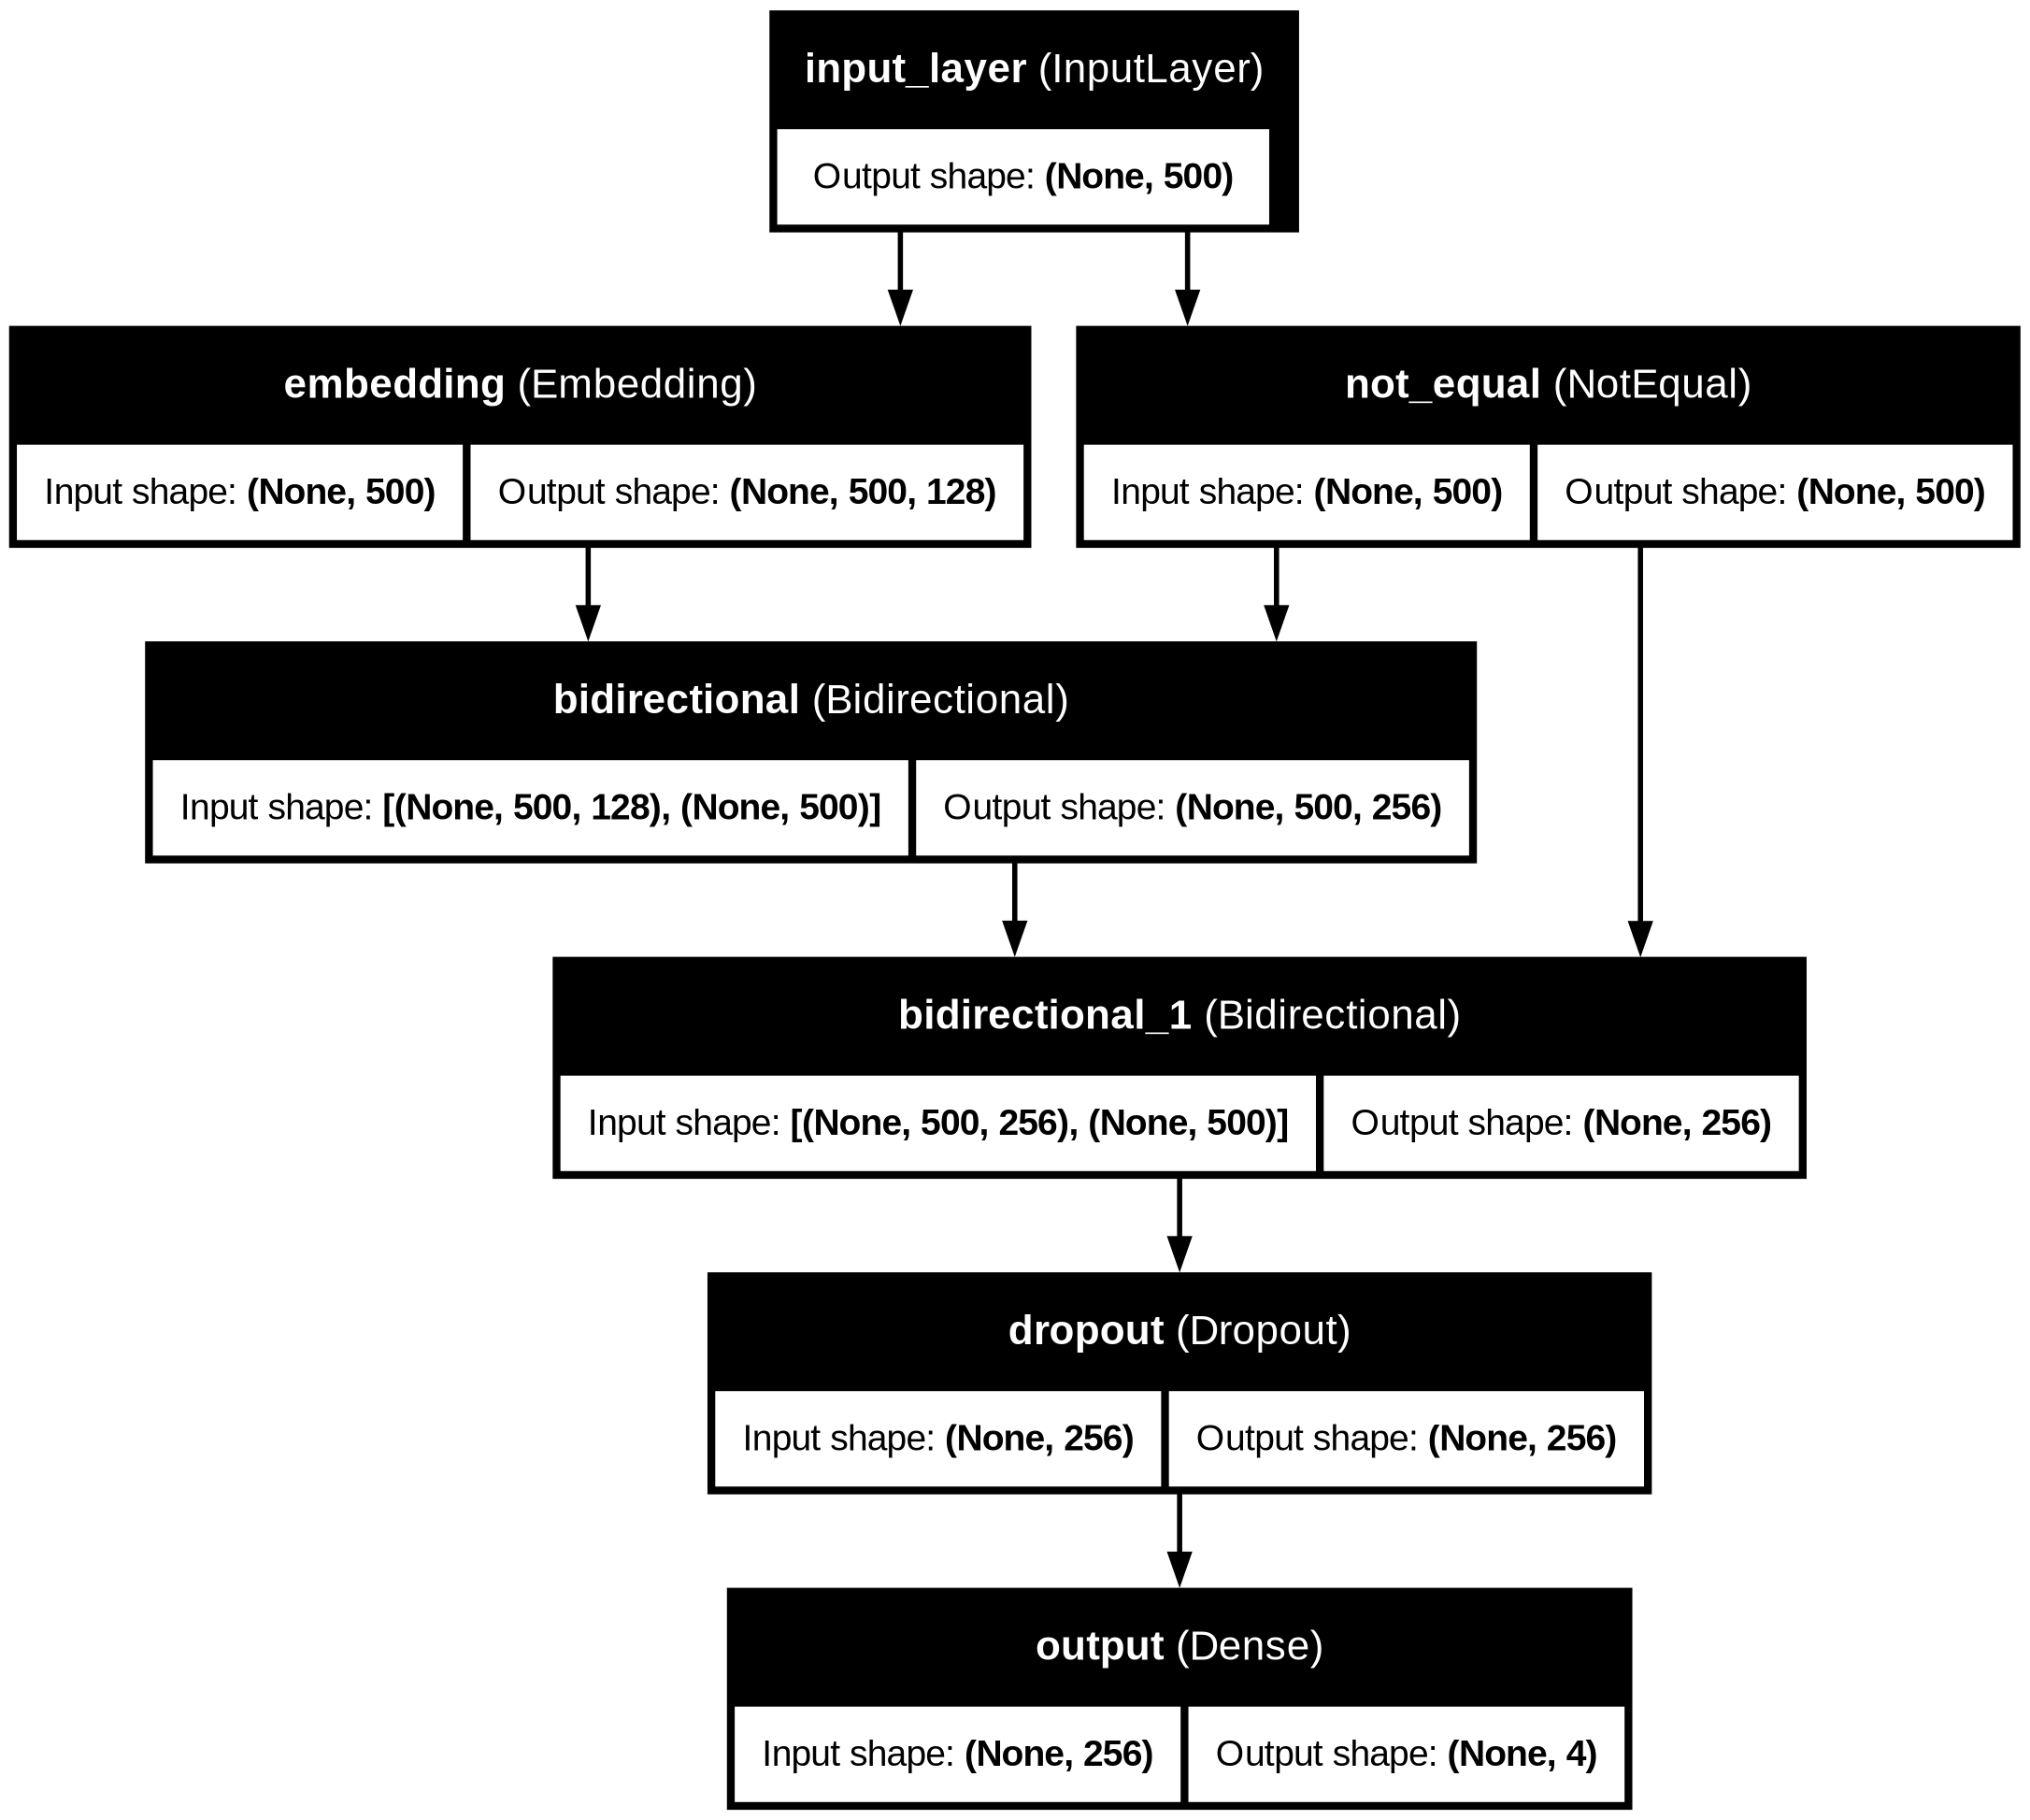 input_layer (InputLayer)
Output shape: (None, 500)
embedding (Embedding)
Input shape: (None, 500)
Output shape: (None, 500, 128)
not_equal (NotEqual)
Input shape: (None, 500)
Output shape: (None, 500)
bidirectional (Bidirectional)
Input shape: [(None, 500, 128), (None, 500)]
Output shape: (None, 500, 256)
bidirectional_1 (Bidirectional)
Input shape: [(None, 500, 256), (None, 500)]
Output shape: (None, 256)
dropout (Dropout)
Input shape: (None, 256)
Output shape: (None, 256)
output (Dense)
Input shape: (None, 256)
Output shape: (None, 4)